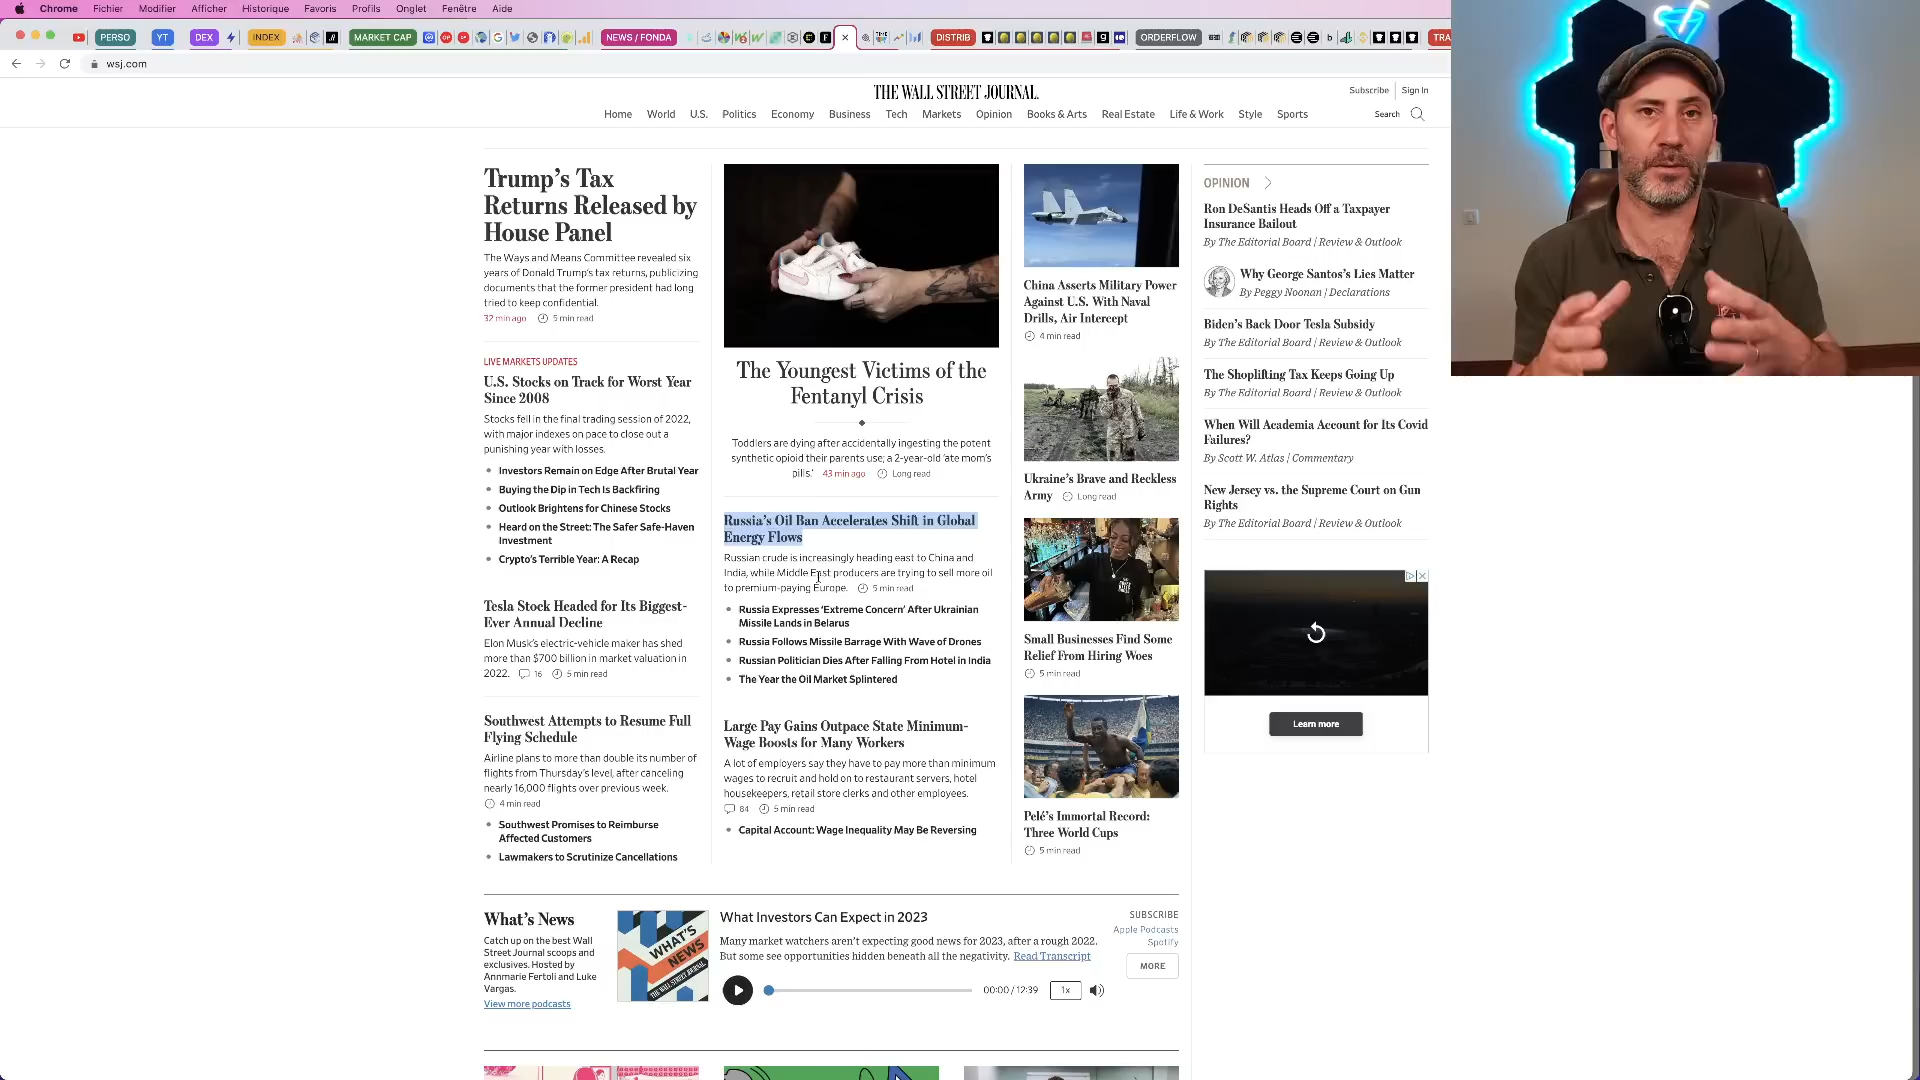 Chrome Fichier Modifier Afficher Historique Favoris Profils Onglet Fenêtre Aide
PERSO YT DEX INDEX MARKET CAP NEWS / FONDA DISTRIB ORDERFLOW TRA
wsj.com
THE WALL STREET JOURNAL.
Subscribe Sign In
Home World U.S. Politics Economy Business Tech Markets Opinion Books & Arts Real Estate Life & Work Style Sports Search
Trump's Tax
Returns Released by
House Panel
The Ways and Means Committee revealed six
years of Donald Trump's tax returns, publicizing
documents that the former president had long
tried to keep confidential.
32 min ago 5 min read
LIVE MARKETS UPDATES
U.S. Stocks on Track for Worst Year
Since 2008
Stocks fell in the final trading session of 2022,
with major indexes on pace to close out a
punishing year with losses.
Investors Remain on Edge After Brutal Year
Buying the Dip in Tech Is Backfiring
Outlook Brightens for Chinese Stocks
Heard on the Street: The Safer Safe-Haven
Investment
Crypto's Terrible Year: A Recap
Tesla Stock Headed for Its Biggest-
Ever Annual Decline
Elon Musk's electric-vehicle maker has shed
more than $700 billion in market valuation in
2022. 16 5 min read
Southwest Attempts to Resume Full
Flying Schedule
Airline plans to more than double its number of
flights from Thursday's level, after canceling
nearly 16,000 flights over previous week.
4 min read
Southwest Promises to Reimburse
Affected Customers
Lawmakers to Scrutinize Cancellations
The Youngest Victims of the
Fentanyl Crisis
Toddlers are dying after accidentally ingesting the potent
synthetic opioid their parents use; a 2-year-old 'ate mom's
pills.' 43 min ago Long read
Russia's Oil Ban Accelerates Shift in Global
Energy Flows
Russian crude is increasingly heading east to China and
India, while Middle East producers are trying to sell more oil
to premium-paying Europe. 5 min read
Russia Expresses 'Extreme Concern' After Ukrainian
Missile Lands in Belarus
Russia Follows Missile Barrage With Wave of Drones
Russian Politician Dies After Falling From Hotel in India
The Year the Oil Market Splintered
Large Pay Gains Outpace State Minimum-
Wage Boosts for Many Workers
A lot of employers say they have to pay more than minimum
wages to recruit and hold on to restaurant servers, hotel
housekeepers, retail store clerks and other employees.
84 5 min read
Capital Account: Wage Inequality May Be Reversing
China Asserts Military Power
Against U.S. With Naval
Drills, Air Intercept
4 min read
Ukraine's Brave and Reckless
Army Long read
Small Businesses Find Some
Relief From Hiring Woes
5 min read
Pelé's Immortal Record:
Three World Cups
5 min read
OPINION
Ron DeSantis Heads Off a Taxpayer
Insurance Bailout
By The Editorial Board | Review & Outlook
Why George Santos's Lies Matter
By Peggy Noonan | Declarations
Biden's Back Door Tesla Subsidy
By The Editorial Board | Review & Outlook
The Shoplifting Tax Keeps Going Up
By The Editorial Board | Review & Outlook
When Will Academia Account for Its Covid
Failures?
By Scott W. Atlas | Commentary
New Jersey vs. the Supreme Court on Gun
Rights
By The Editorial Board | Review & Outlook
Learn more
What's News
Catch up on the best Wall
Street Journal scoops and
exclusives. Hosted by
Annmarie Fertoli and Luke
Vargas.
View more podcasts
WHAT'S
NEWS
THE WALL STREET JOURNAL
What Investors Can Expect in 2023
Many market watchers aren't expecting good news for 2023, after a rough 2022.
But some see opportunities hidden beneath all the negativity. Read Transcript
00:00 / 12:39 1x
SUBSCRIBE
Apple Podcasts
Spotify
MORE